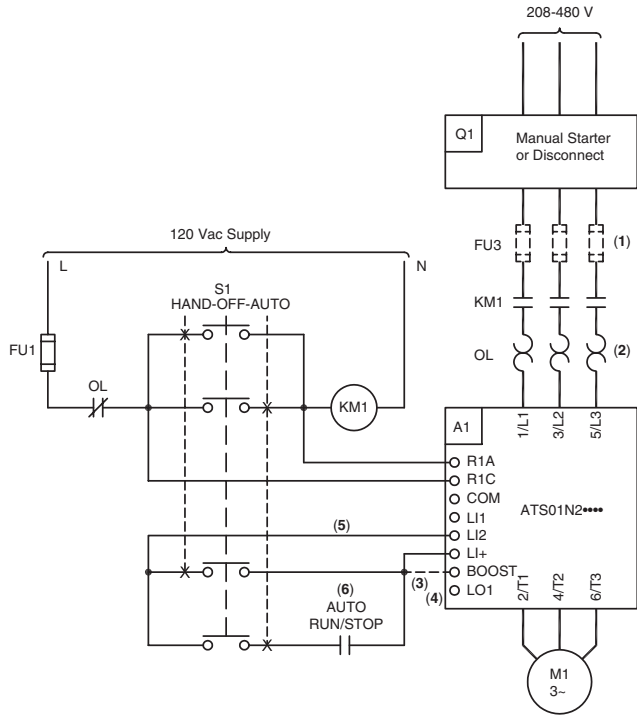 208-480 V
Q1
Manual Starter
or Disconnect
FU3
(1)
120 Vac Supply
L
N
S1
HAND-OFF-AUTO
KM1
FU1
OL
(2)
OL
KM1
A1
1/L1
3/L2
5/L3
R1A
R1C
COM
ATS01N2••••
LI1
(5)
LI2
LI+
(3)
BOOST
(6)
(4)
LO1
AUTO
RUN/STOP
2/T1
4/T2
6/T3
M1
3~